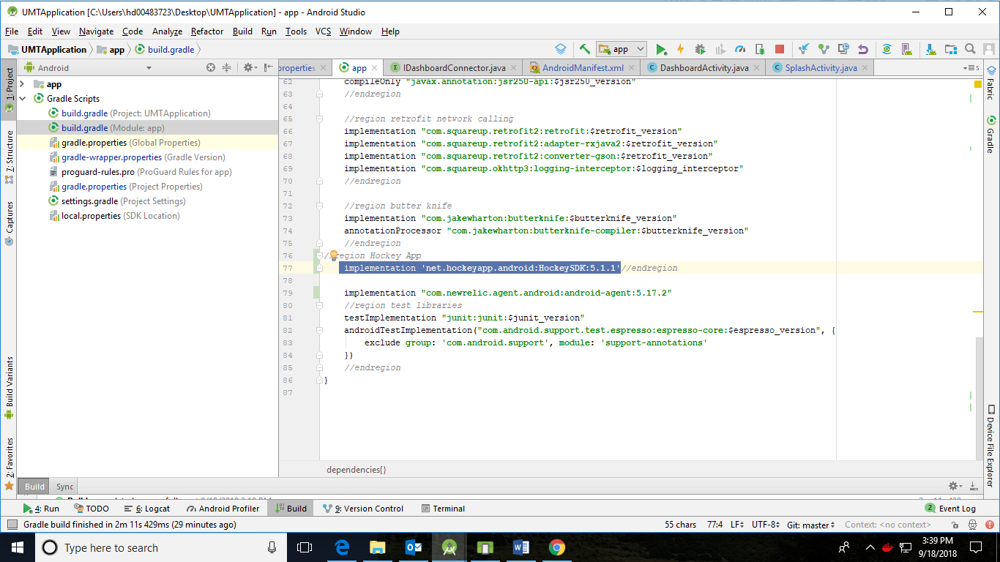 UMTApplication [C:\Users\hd00483723\Desktop\UMTApplication] - app - Android Studio
File Edit View Navigate Code Analyze Refactor Build Run Tools VCS Window Help
UMTApplication app build.gradle app
1: Project
7: Structure
Captures
Build Variants
2: Favorites
Android
app
Gradle Scripts
build.gradle (Project: UMTApplication)
build.gradle (Module: app)
gradle.properties (Global Properties)
gradle-wrapper.properties (Gradle Version)
proguard-rules.pro (ProGuard Rules for app)
gradle.properties (Project Properties)
settings.gradle (Project Settings)
local.properties (SDK Location)
properties app IDashboardConnector.java AndroidManifest.xml DashboardActivity.java SplashActivity.java 5
62 compileOnly "javax.annotation:jsr250-api:$jsr250_version"
63 //endregion
64
65 //region retrofit network calling
66 implementation "com.squareup.retrofit2:retrofit:$retrofit_version"
67 implementation "com.squareup.retrofit2:adapter-rxjava2:$retrofit_version"
68 implementation "com.squareup.retrofit2:converter-gson:$retrofit_version"
69 implementation "com.squareup.okhttp3:logging-interceptor:$logging_interceptor"
70 //endregion
71
72 //region butter knife
73 implementation "com.jakewharton:butterknife:$butterknife_version"
74 annotationProcessor "com.jakewharton:butterknife-compiler:$butterknife_version"
75 //endregion
76 //region Hockey App
77 implementation 'net.hockeyapp.android:HockeySDK:5.1.1'//endregion
78
79 implementation "com.newrelic.agent.android:android-agent:5.17.2"
80 //region test libraries
81 testImplementation "junit:junit:$junit_version"
82 androidTestImplementation("com.android.support.test.espresso:espresso-core:$espresso_version", {
83 exclude group: 'com.android.support', module: 'support-annotations'
84 })
85 //endregion
86 }
87
dependencies{}
Fabric
Gradle
Device File Explorer
Build Sync
4: Run TODO 6: Logcat Android Profiler Build 9: Version Control Terminal 2 Event Log
Gradle build finished in 2m 11s 429ms (29 minutes ago) 55 chars 77:4 LF UTF-8 Git: master Context: <no context>
Type here to search
3:39 PM
9/18/2018